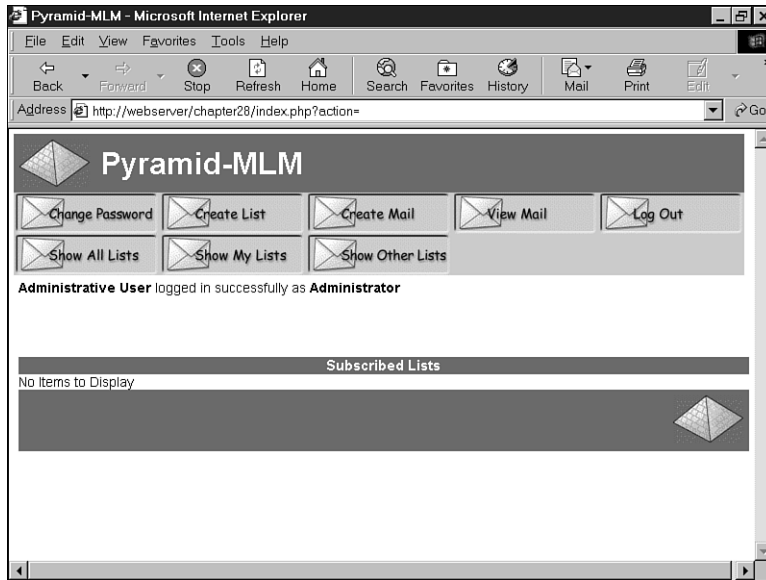 Pyramid-MLM - Microsoft Internet Explorer
File Edit View Favorites Tools Help
Back Forward Stop Refresh Home Search Favorites History Mail Print Edit
Address http://webserver/chapter28/index.php?action= Go
Pyramid-MLM
Change Password Create List Create Mail View Mail Log Out
Show All Lists Show My Lists Show Other Lists
Administrative User logged in successfully as Administrator
Subscribed Lists
No Items to Display